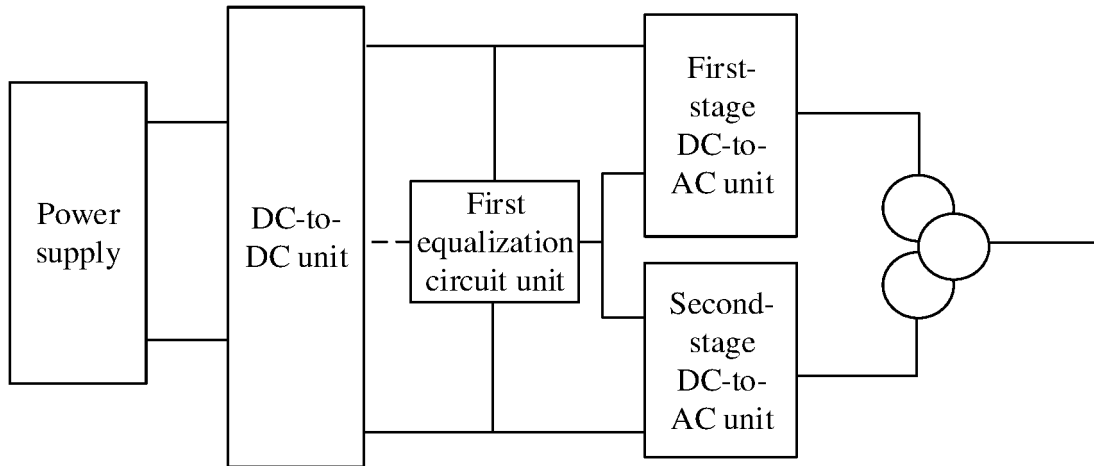 Power
supply
DC-to-
DC unit
First
equalization
circuit unit
First-
stage
DC-to-
AC unit
Second-
stage
DC-to-
AC unit